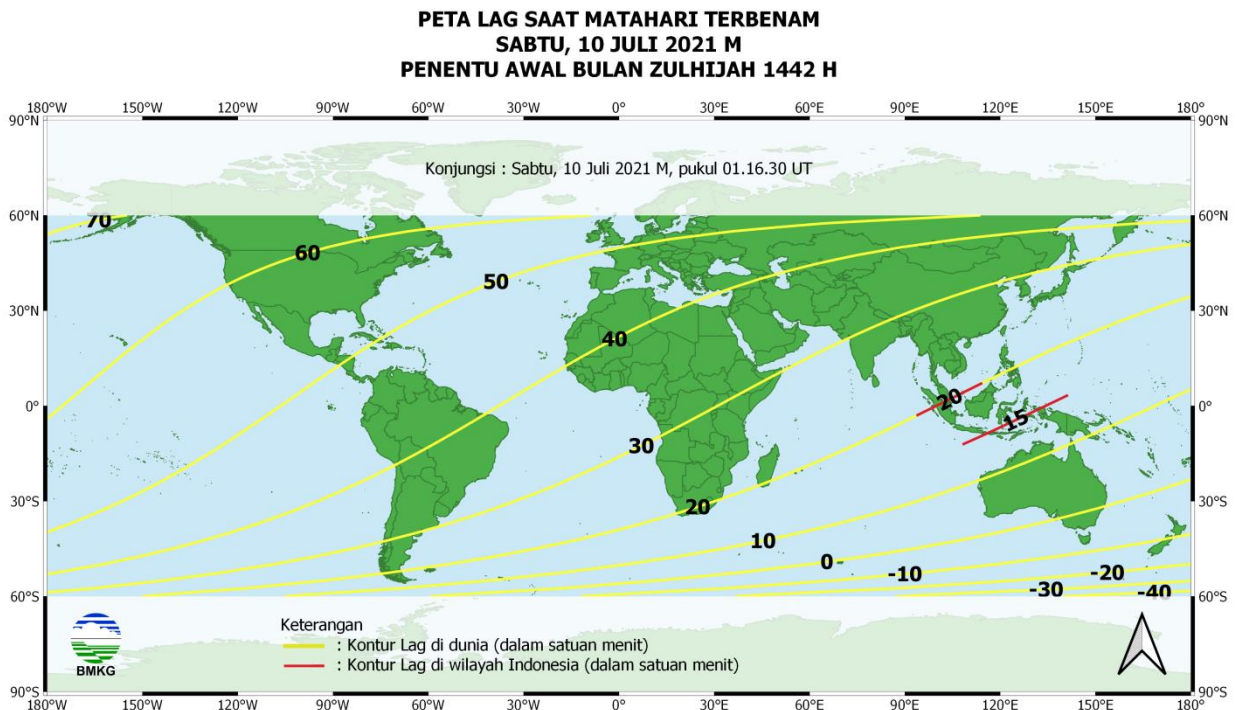 PETA LAG SAAT MATAHARI TERBENAM
SABTU, 10 JULI 2021 M
PENENTU AWAL BULAN ZULHIJAH 1442 H
180°W 150°W 120°W 90°W 60°W 30°W 0° 30°E 60°E 90°E 120°E 150°E 180°
90°N 90°N
Konjungsi : Sabtu, 10 Juli 2021 M, pukul 01.16.30 UT
60°N 60°N
70
60
50
30°N 30°N
40
20
0° 0°
15
30
30°S 30°S
20
10
0
-10
-20
-30
-40
60°S 60°S
Keterangan
: Kontur Lag di dunia (dalam satuan menit)
: Kontur Lag di wilayah Indonesia (dalam satuan menit)
BMKG
90°S 90°S
180°W 150°W 120°W 90°W 60°W 30°W 0° 30°E 60°E 90°E 120°E 150°E 180°